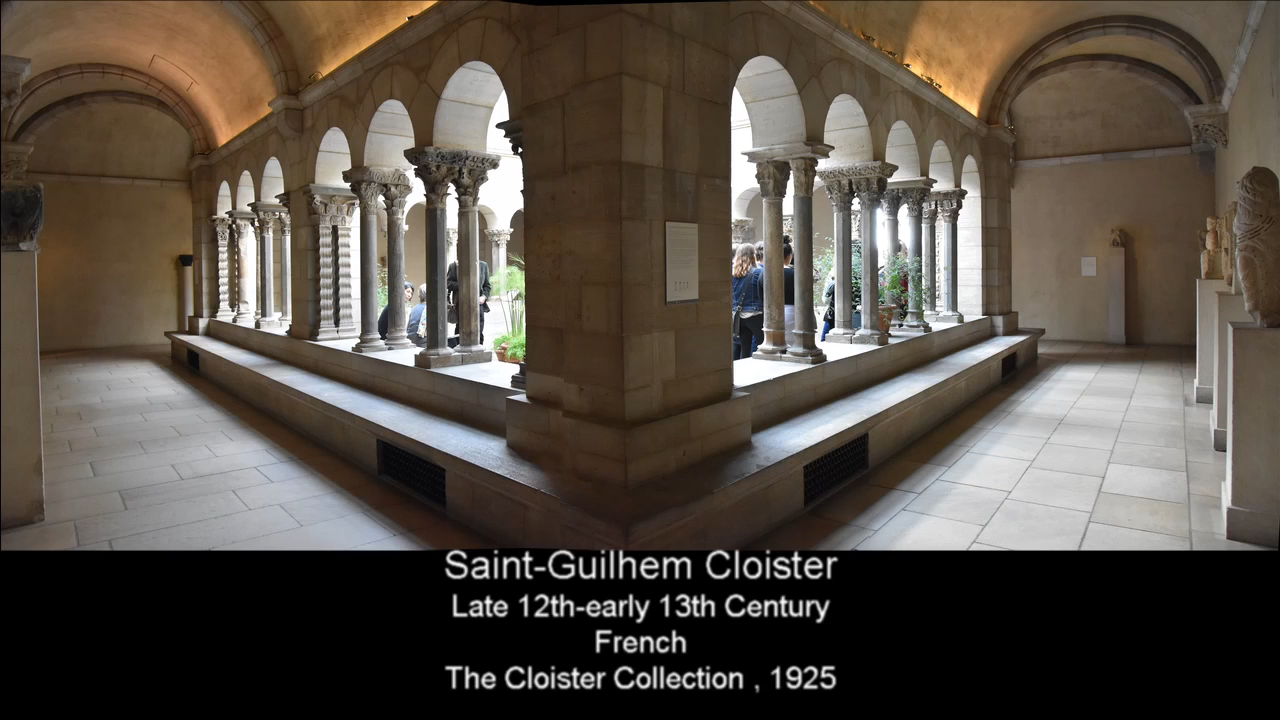 Saint-Guilhem Cloister
Late 12th-early 13th Century
French
The Cloister Collection , 1925